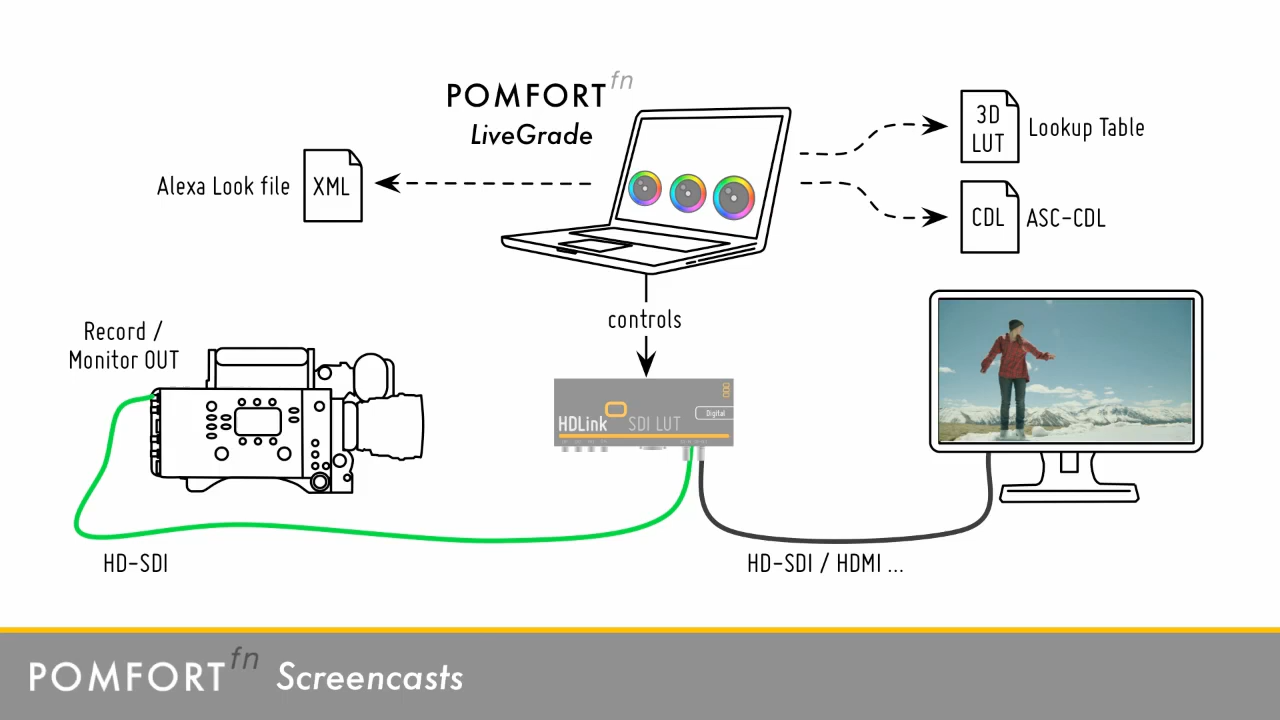 POMFORT fn
LiveGrade
3D
LUT
Lookup Table
Alexa Look file
XML
CDL
ASC-CDL
controls
Record /
Monitor OUT
Digital
HDLink
SDI LUT
HD-SDI
HD-SDI / HDMI ...
POMFORT fn Screencasts